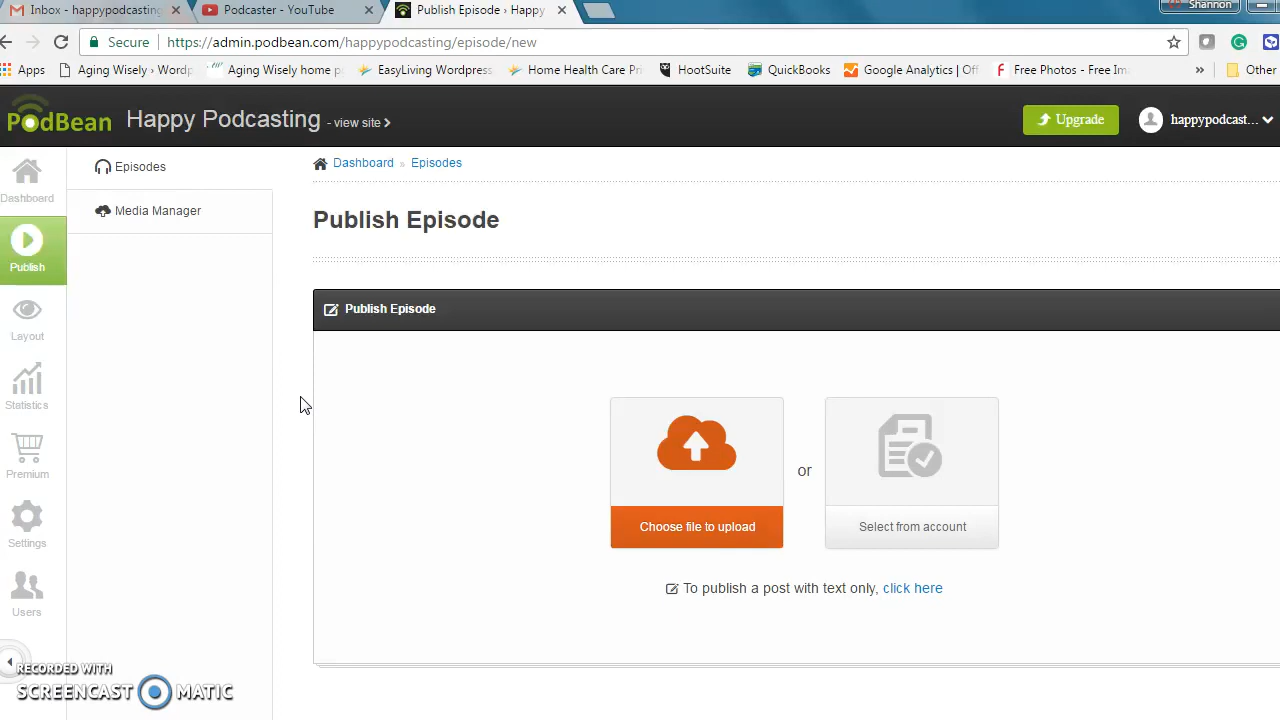 Inbox - happypodcasting
Podcaster - YouTube
Publish Episode › Happy
Shannon
Secure
https://admin.podbean.com/happypodcasting/episode/new
Apps
Aging Wisely › Wordp
Aging Wisely home p
EasyLiving Wordpress
Home Health Care Pri
HootSuite
QuickBooks
Google Analytics | Off
Free Photos - Free Im
»
Other
PodBean
Happy Podcasting - view site
Upgrade
happypodcast...
Dashboard
Publish
Layout
Statistics
Premium
Settings
Users
Episodes
Media Manager
Dashboard » Episodes
Publish Episode
Publish Episode
Choose file to upload
or
Select from account
To publish a post with text only, click here
RECORDED WITH
SCREENCAST MATIC